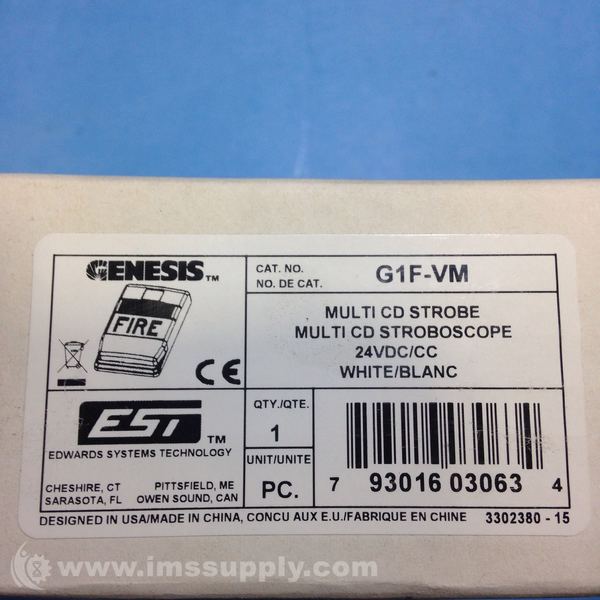 GENESIS™
FIRE
CE
CAT. NO.
NO. DE CAT.
G1F-VM
MULTI CD STROBE
MULTI CD STROBOSCOPE
24VDC/CC
WHITE/BLANC
EST™
EDWARDS SYSTEMS TECHNOLOGY
CHESHIRE, CT PITTSFIELD, ME
SARASOTA, FL OWEN SOUND, CAN
QTY./QTE.
1
UNIT/UNITE
PC.
7 93016 03063 4
DESIGNED IN USA/MADE IN CHINA, CONCU AUX E.U./FABRIQUE EN CHINE 3302380 - 15
© www.imssupply.com/